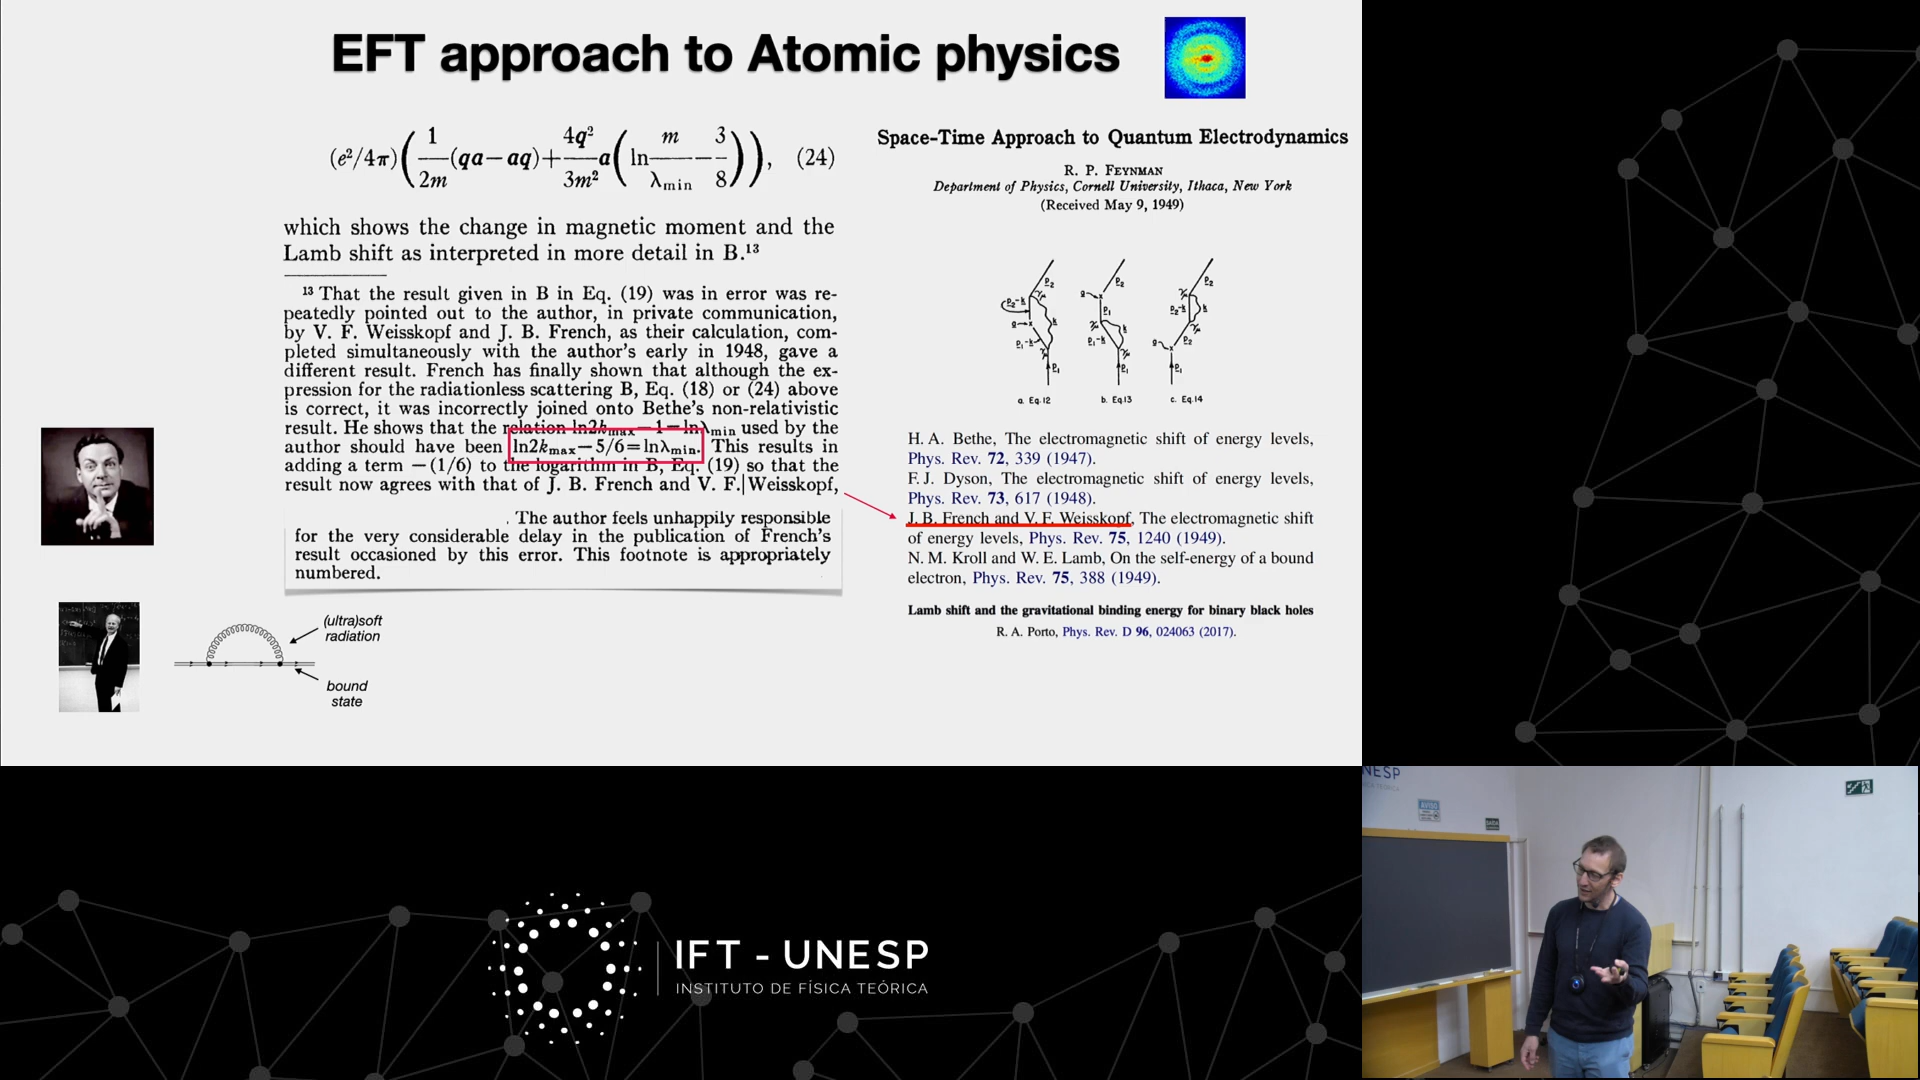 EFT approach to Atomic physics
(e²/4π)(1/2m (qa−aq)+4q²/3m² a(ln m/λmin − 3/8)), (24)
which shows the change in magnetic moment and the
Lamb shift as interpreted in more detail in B.¹³
¹³ That the result given in B in Eq. (19) was in error was re-
peatedly pointed out to the author, in private communication,
by V. F. Weisskopf and J. B. French, as their calculation, com-
pleted simultaneously with the author's early in 1948, gave a
different result. French has finally shown that although the ex-
pression for the radiationless scattering B, Eq. (18) or (24) above
is correct, it was incorrectly joined onto Bethe's non-relativistic
result. He shows that the relation ln2kmax−1=lnλmin used by the
author should have been ln2kmax−5/6=lnλmin. This results in
adding a term −(1/6) to the logarithm in B, Eq. (19) so that the
result now agrees with that of J. B. French and V. F. Weisskopf,
. The author feels unhappily responsible
for the very considerable delay in the publication of French's
result occasioned by this error. This footnote is appropriately
numbered.
(ultra)soft
radiation
bound
state
Space-Time Approach to Quantum Electrodynamics
R. P. FEYNMAN
Department of Physics, Cornell University, Ithaca, New York
(Received May 9, 1949)
a. Eq.12 b. Eq.13 c. Eq.14
H. A. Bethe, The electromagnetic shift of energy levels,
Phys. Rev. 72, 339 (1947).
F. J. Dyson, The electromagnetic shift of energy levels,
Phys. Rev. 73, 617 (1948).
J. B. French and V. F. Weisskopf, The electromagnetic shift
of energy levels, Phys. Rev. 75, 1240 (1949).
N. M. Kroll and W. E. Lamb, On the self-energy of a bound
electron, Phys. Rev. 75, 388 (1949).
Lamb shift and the gravitational binding energy for binary black holes
R. A. Porto, Phys. Rev. D 96, 024063 (2017).
IFT - UNESP
INSTITUTO DE FÍSICA TEÓRICA
NESP
AVISO